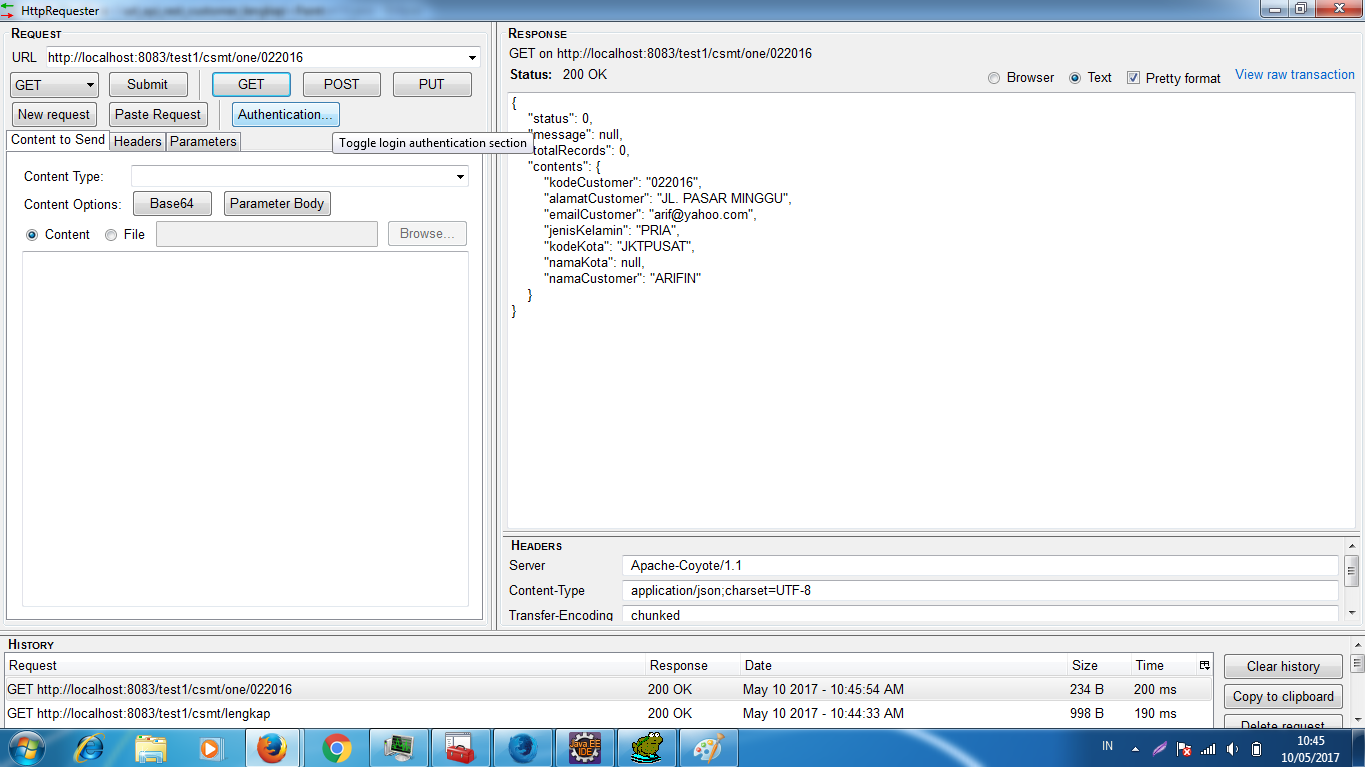 HttpRequester
REQUEST
URL http://localhost:8083/test1/csmt/one/022016
GET Submit GET POST PUT
New request Paste Request Authentication...
Content to Send Headers Parameters
Toggle login authentication section
Content Type:
Content Options: Base64 Parameter Body
Content File Browse...
RESPONSE
GET on http://localhost:8083/test1/csmt/one/022016
Status: 200 OK
Browser Text Pretty format View raw transaction
{
"status": 0,
"message": null,
totalRecords": 0,
"contents": {
"kodeCustomer": "022016",
"alamatCustomer": "JL. PASAR MINGGU",
"emailCustomer": "arif@yahoo.com",
"jenisKelamin": "PRIA",
"kodeKota": "JKTPUSAT",
"namaKota": null,
"namaCustomer": "ARIFIN"
}
}
HEADERS
Server Apache-Coyote/1.1
Content-Type application/json;charset=UTF-8
Transfer-Encoding chunked
HISTORY
Request Response Date Size Time
GET http://localhost:8083/test1/csmt/one/022016 200 OK May 10 2017 - 10:45:54 AM 234 B 200 ms
GET http://localhost:8083/test1/csmt/lengkap 200 OK May 10 2017 - 10:44:33 AM 998 B 190 ms
Clear history
Copy to clipboard
Delete request
Java EE
IDE
IN
10:45
10/05/2017